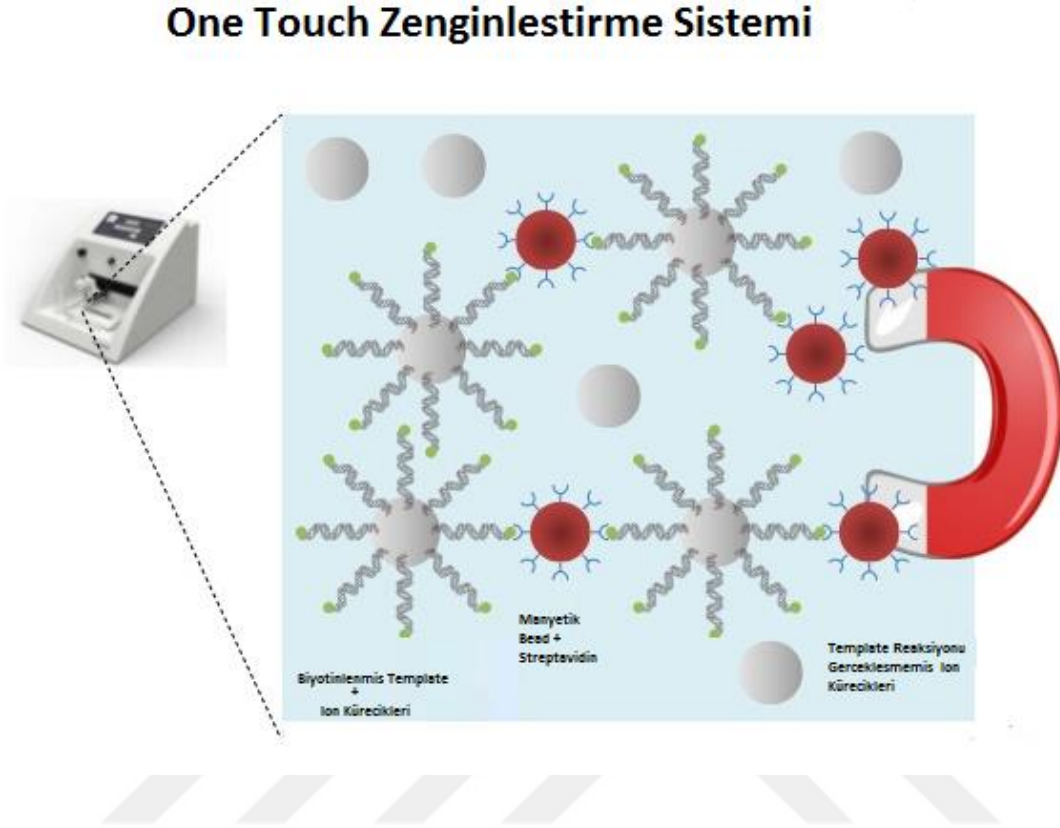 One Touch Zenginlestirme Sistemi
Manyetik
Bead +
Streptavidin
Biyotinlenmis Template
+
Ion Kürecikleri
Template Reaksiyonu
Gerceklesmemis Ion
Kürecikleri